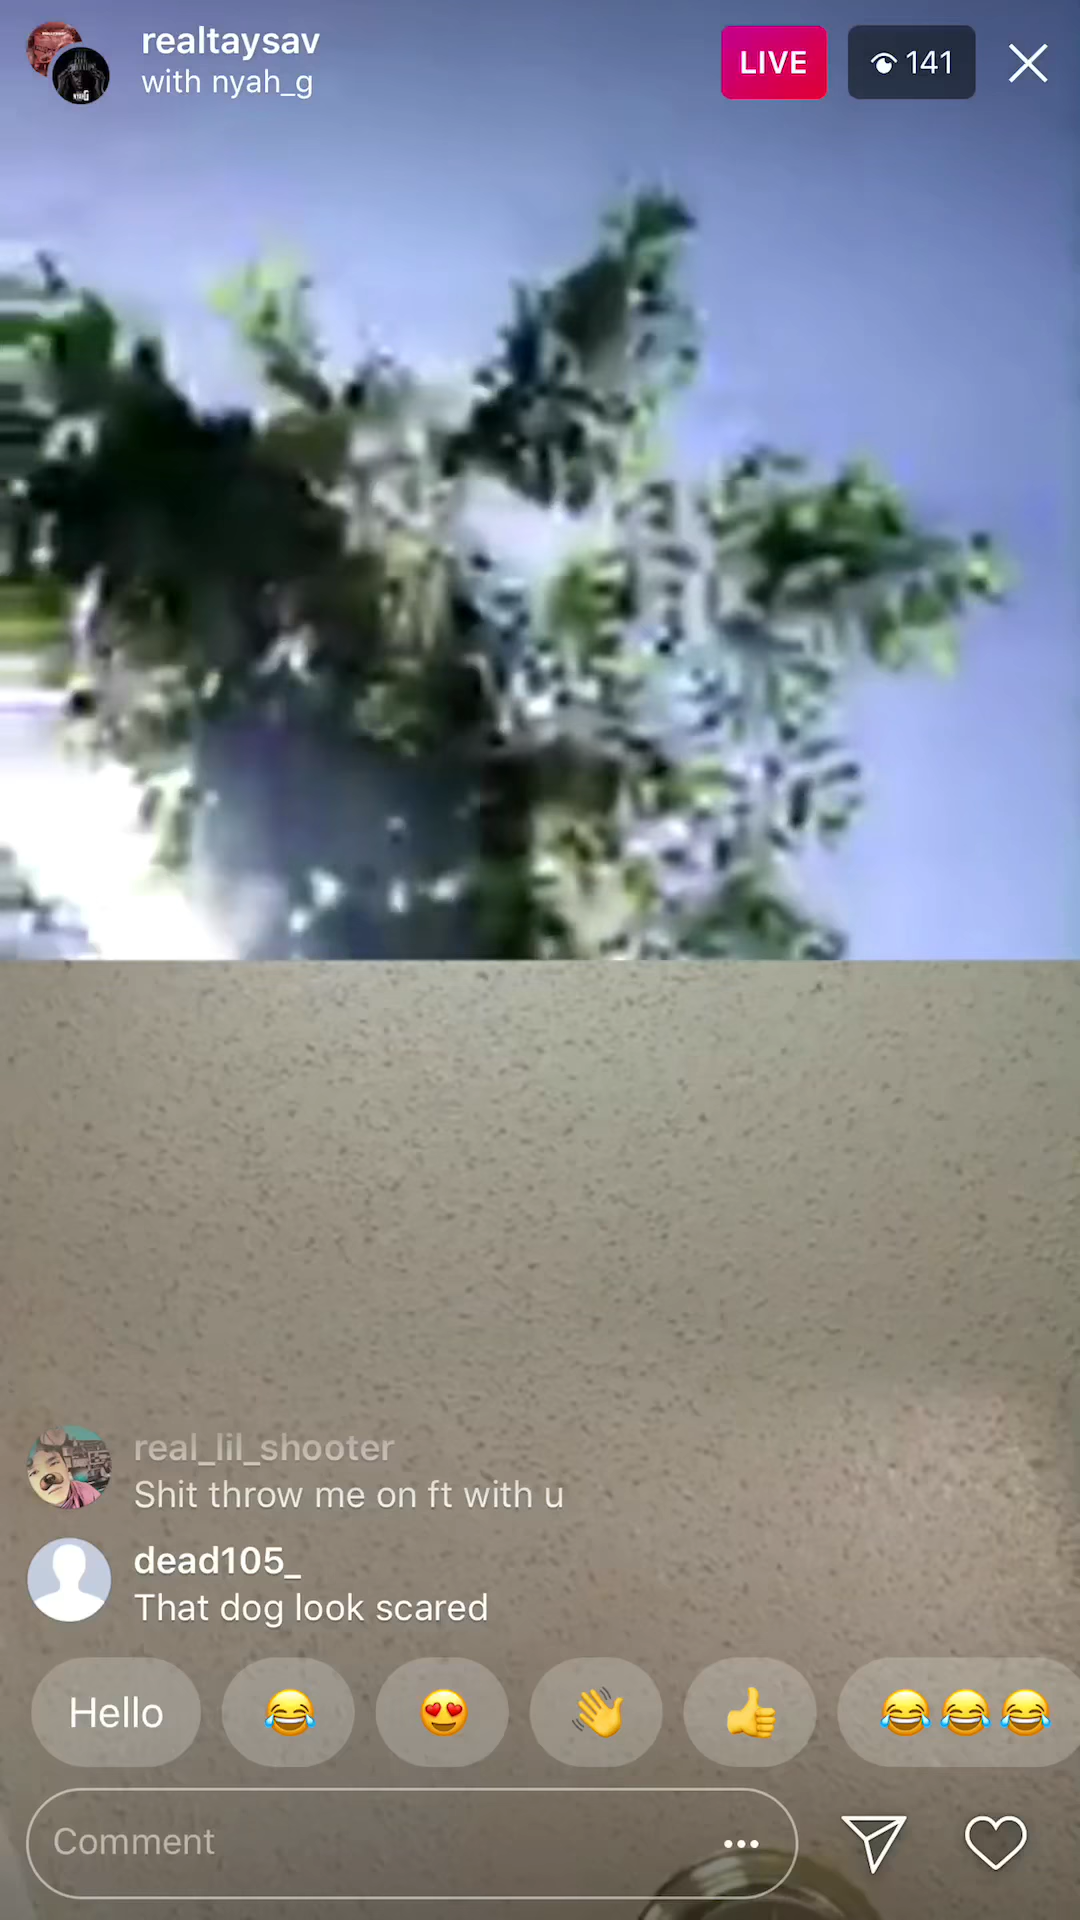 realtaysav
with nyah_g
LIVE
141
real_lil_shooter
Shit throw me on ft with u
dead105_
That dog look scared
Hello
Comment